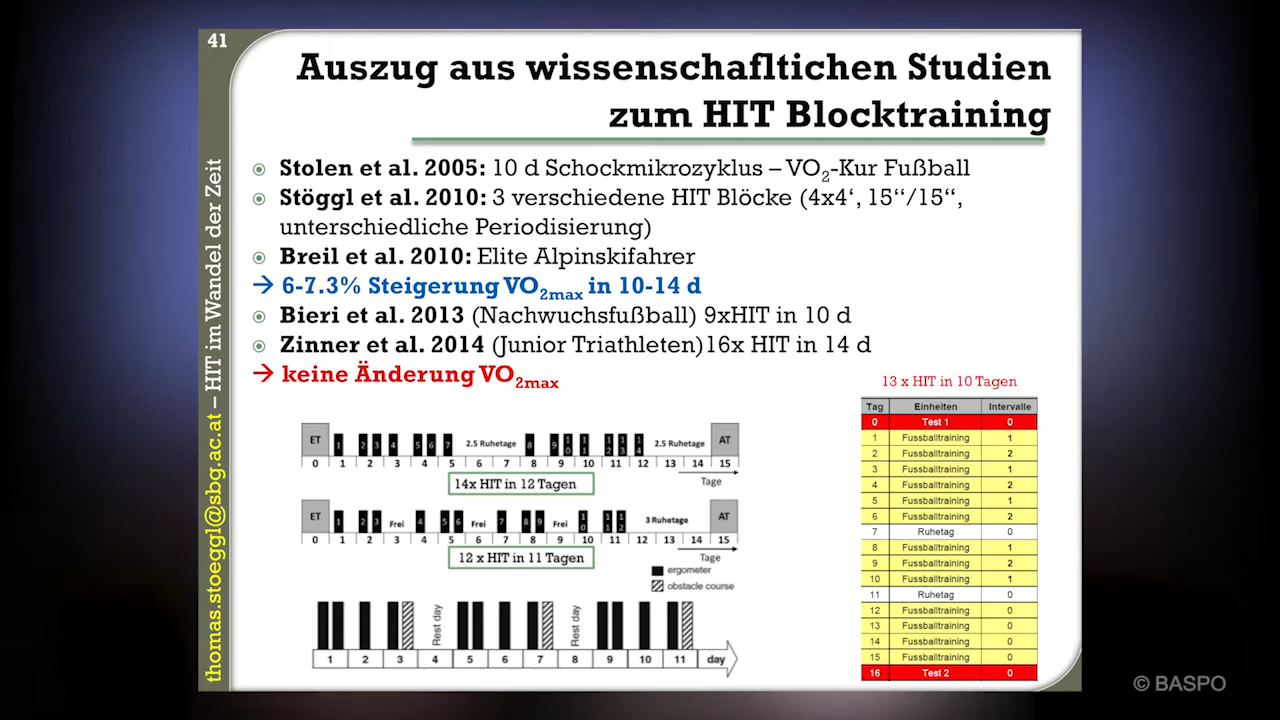 41
Auszug aus wissenschafltichen Studien
zum HIT Blocktraining
thomas.stoeggl@sbg.ac.at – HIT im Wandel der Zeit
Stolen et al. 2005: 10 d Schockmikrozyklus – VO2-Kur Fußball
Stöggl et al. 2010: 3 verschiedene HIT Blöcke (4x4‘, 15“/15“,
unterschiedliche Periodisierung)
Breil et al. 2010: Elite Alpinskifahrer
→ 6-7.3% Steigerung VO2max in 10-14 d
Bieri et al. 2013 (Nachwuchsfußball) 9xHIT in 10 d
Zinner et al. 2014 (Junior Triathleten)16x HIT in 14 d
→ keine Änderung VO2max
ET 1 2 3 4 5 6 7 2.5 Ruhetage 8 9 10 11 12 13 14 2.5 Ruhetage AT
0 1 2 3 4 5 6 7 8 9 10 11 12 13 14 15
14x HIT in 12 Tagen
Tage
ET 1 2 3 Frei 4 5 6 Frei 7 8 9 Frei 10 11 12 3 Ruhetage AT
0 1 2 3 4 5 6 7 8 9 10 11 12 13 14 15
12 x HIT in 11 Tagen
Tage
ergometer
obstacle course
Rest day
Rest day
1 2 3 4 5 6 7 8 9 10 11 day
13 x HIT in 10 Tagen
Tag Einheiten Intervalle
0 Test 1 0
1 Fussballtraining 1
2 Fussballtraining 2
3 Fussballtraining 1
4 Fussballtraining 2
5 Fussballtraining 1
6 Fussballtraining 2
7 Ruhetag 0
8 Fussballtraining 1
9 Fussballtraining 2
10 Fussballtraining 1
11 Ruhetag 0
12 Fussballtraining 0
13 Fussballtraining 0
14 Fussballtraining 0
15 Fussballtraining 0
16 Test 2 0
© BASPO